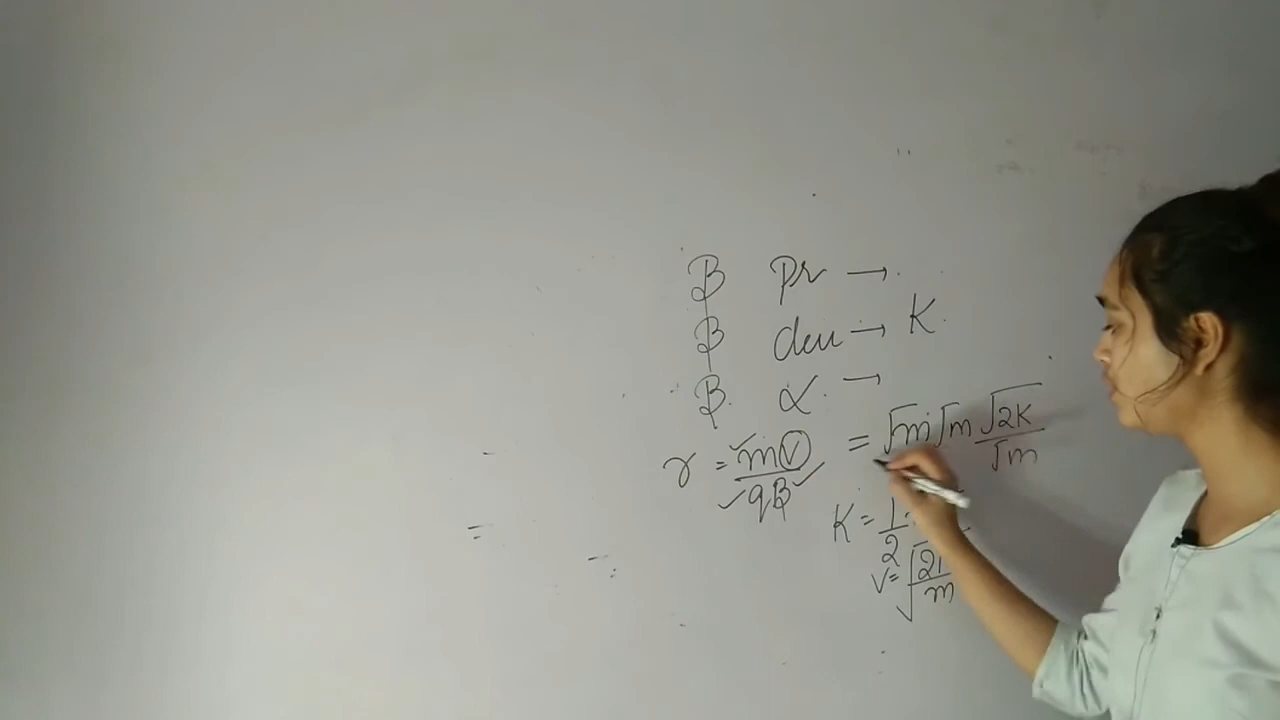 B Pr →
B deu → K
B α →
r = mv/qB = √m √m √2K/√m
K = 1/2
v = √2K/m